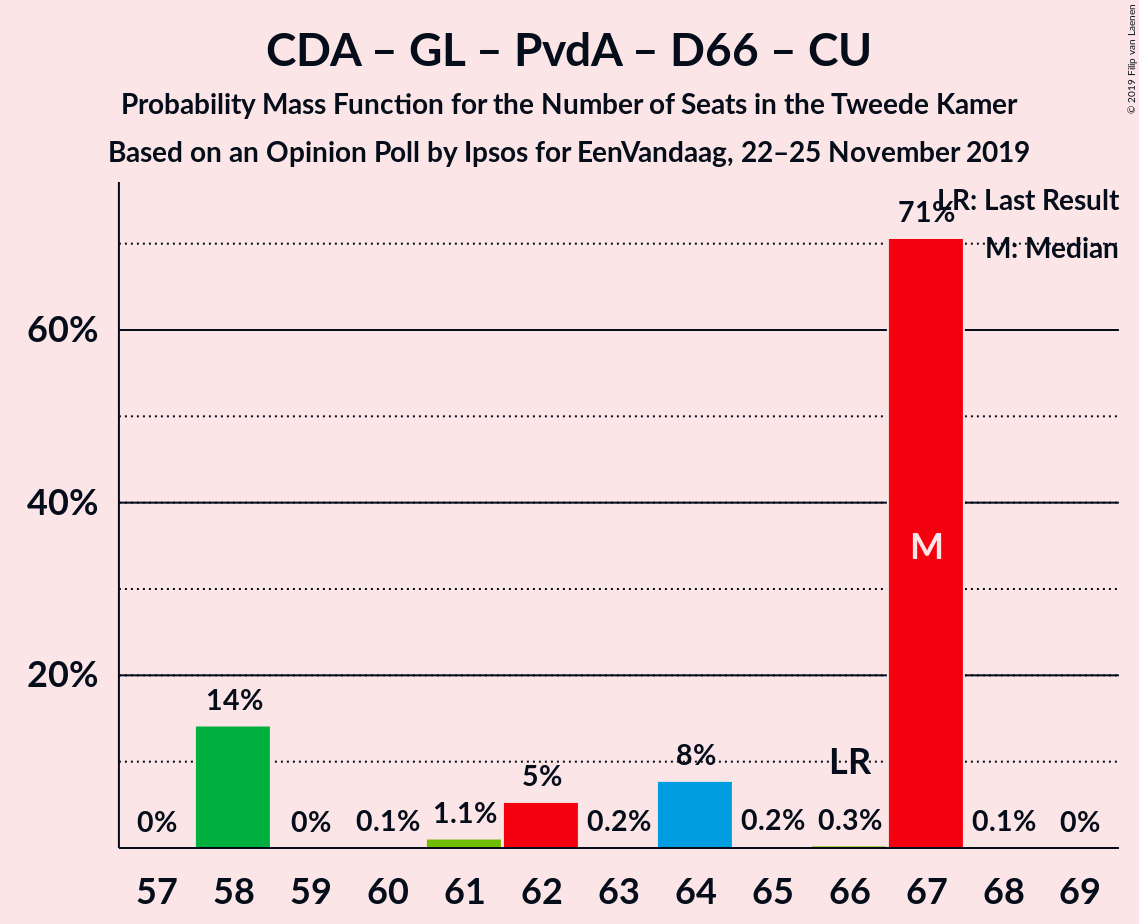 CDA – GL – PvdA – D66 – CU
Probability Mass Function for the Number of Seats in the Tweede Kamer
Based on an Opinion Poll by Ipsos for EenVandaag, 22–25 November 2019
© 2019 Filip van Laenen
LR: Last Result
M: Median
60%
40%
20%
0% 14% 0% 0.1% 1.1% 5% 0.2% 8% 0.2% 0.3% 71% 0.1% 0%
LR
M
57 58 59 60 61 62 63 64 65 66 67 68 69